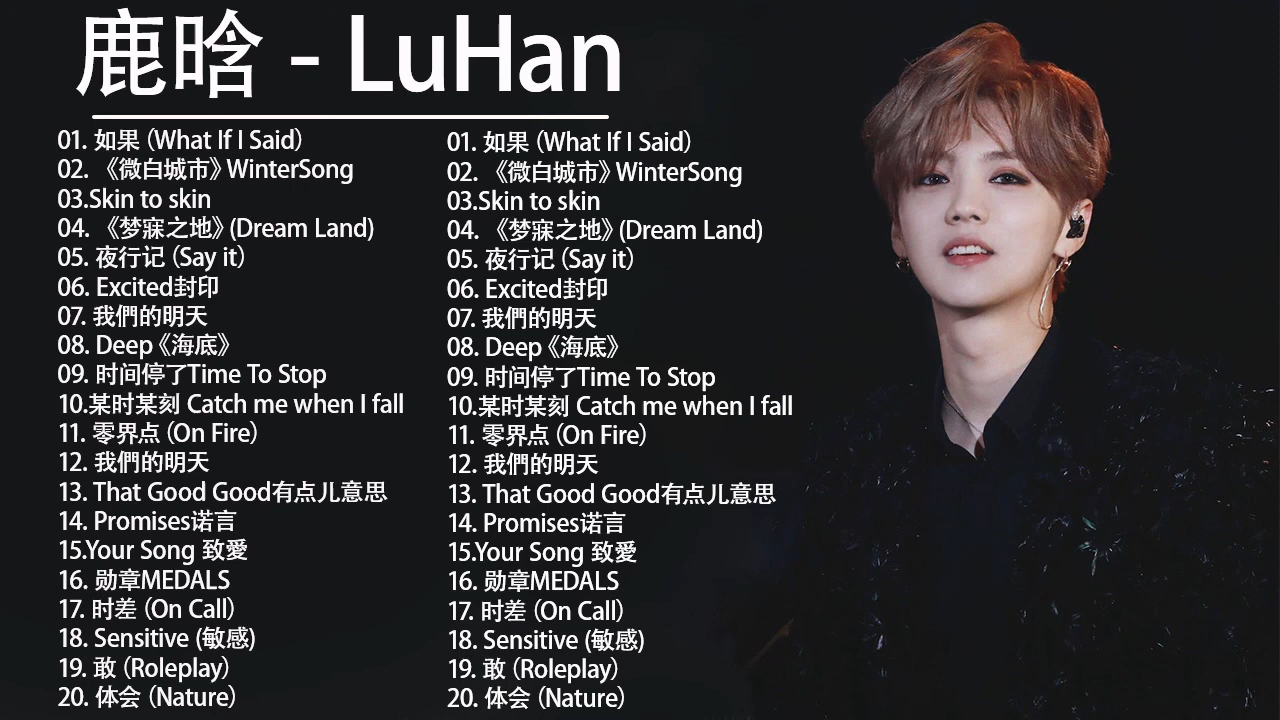 鹿晗 - LuHan
01. 如果 (What If I Said)
02. 《微白城市》WinterSong
03.Skin to skin
04. 《梦寐之地》(Dream Land)
05. 夜行记 (Say it)
06. Excited封印
07. 我們的明天
08. Deep《海底》
09. 时间停了Time To Stop
10.某时某刻 Catch me when I fall
11. 零界点 (On Fire)
12. 我們的明天
13. That Good Good有点儿意思
14. Promises诺言
15.Your Song 致愛
16. 勋章MEDALS
17. 时差 (On Call)
18. Sensitive (敏感)
19. 敢 (Roleplay)
20. 体会 (Nature)
01. 如果 (What If I Said)
02. 《微白城市》WinterSong
03.Skin to skin
04. 《梦寐之地》(Dream Land)
05. 夜行记 (Say it)
06. Excited封印
07. 我們的明天
08. Deep《海底》
09. 时间停了Time To Stop
10.某时某刻 Catch me when I fall
11. 零界点 (On Fire)
12. 我們的明天
13. That Good Good有点儿意思
14. Promises诺言
15.Your Song 致愛
16. 勋章MEDALS
17. 时差 (On Call)
18. Sensitive (敏感)
19. 敢 (Roleplay)
20. 体会 (Nature)